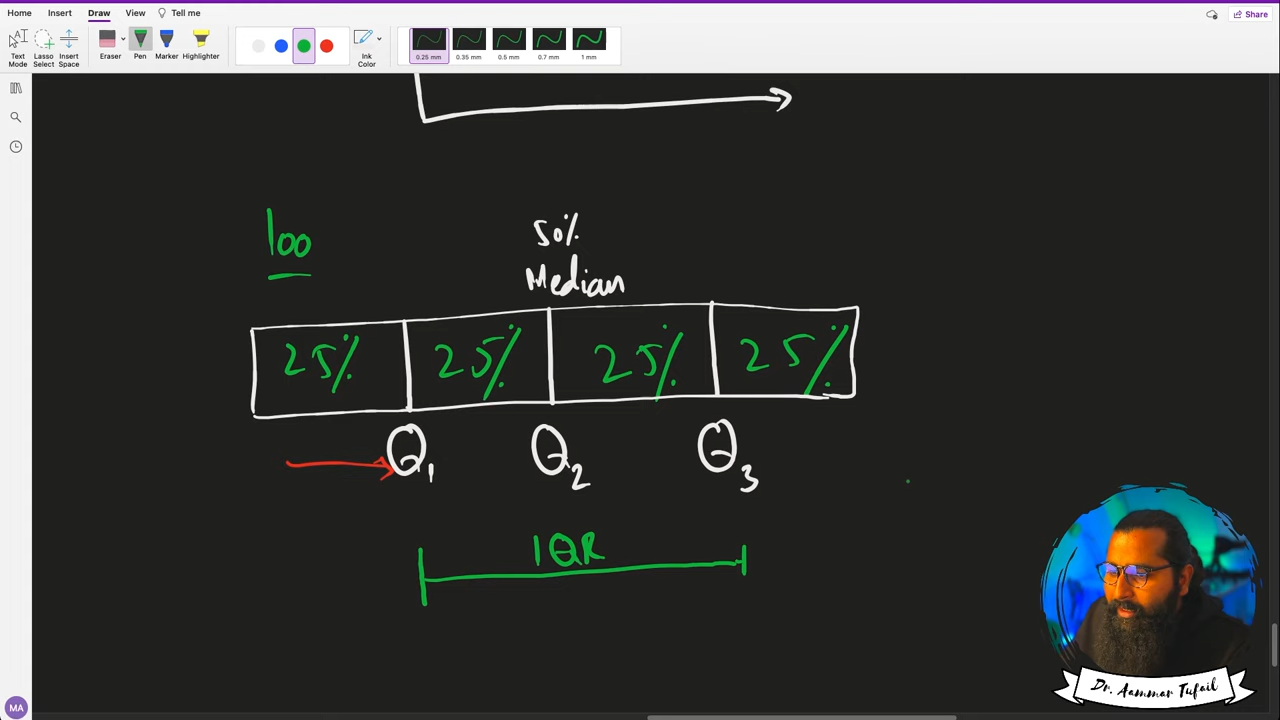 Home Insert Draw View Tell me
Share
Text Mode
Lasso Select
Insert Space
Eraser
Pen
Marker
Highlighter
Ink Color
0.25 mm
0.35 mm
0.5 mm
0.7 mm
1 mm
100
50%
Median
25% 25% 25% 25%
Q1 Q2 Q3
IQR
Dr. Aammar Tufail
MA